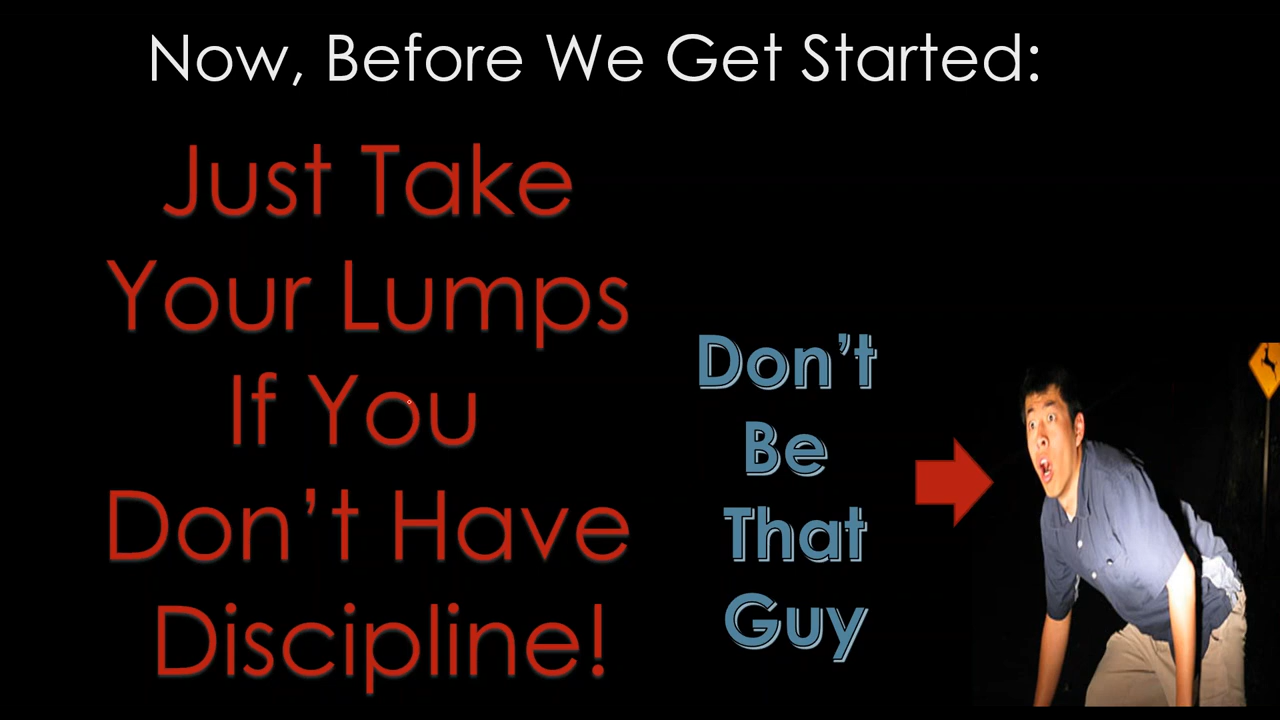 Now, Before We Get Started:
Just Take
Your Lumps
If You
Don't Have
Discipline!
Don't
Be
That
Guy